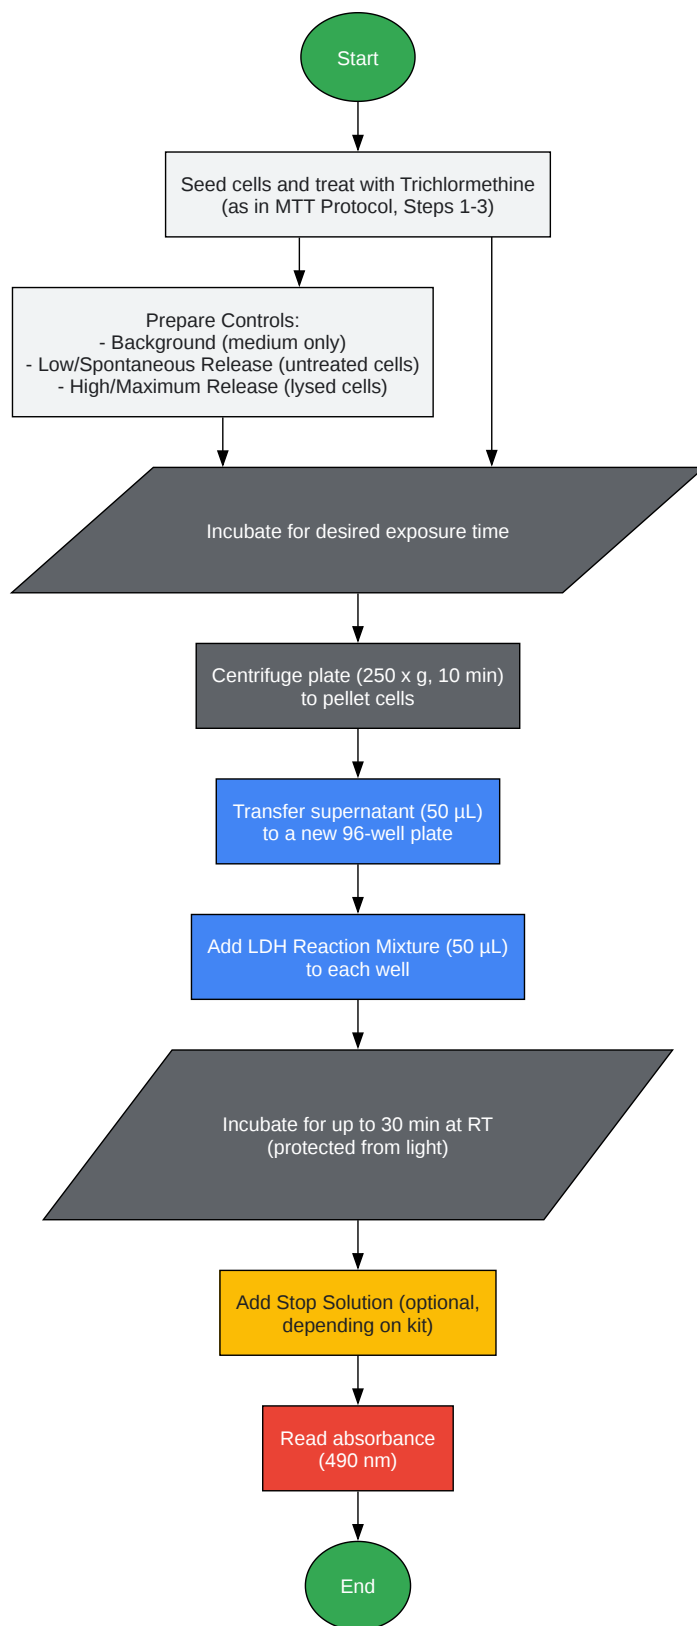 Start
Seed cells and treat with Trichlormethine
(as in MTT Protocol, Steps 1-3)
Prepare Controls:
- Background (medium only)
- Low/Spontaneous Release (untreated cells)
- High/Maximum Release (lysed cells)
Incubate for desired exposure time
Centrifuge plate (250 x g, 10 min)
to pellet cells
Transfer supernatant (50 µL)
to a new 96-well plate
Add LDH Reaction Mixture (50 µL)
to each well
Incubate for up to 30 min at RT
(protected from light)
Add Stop Solution (optional,
depending on kit)
Read absorbance
(490 nm)
End